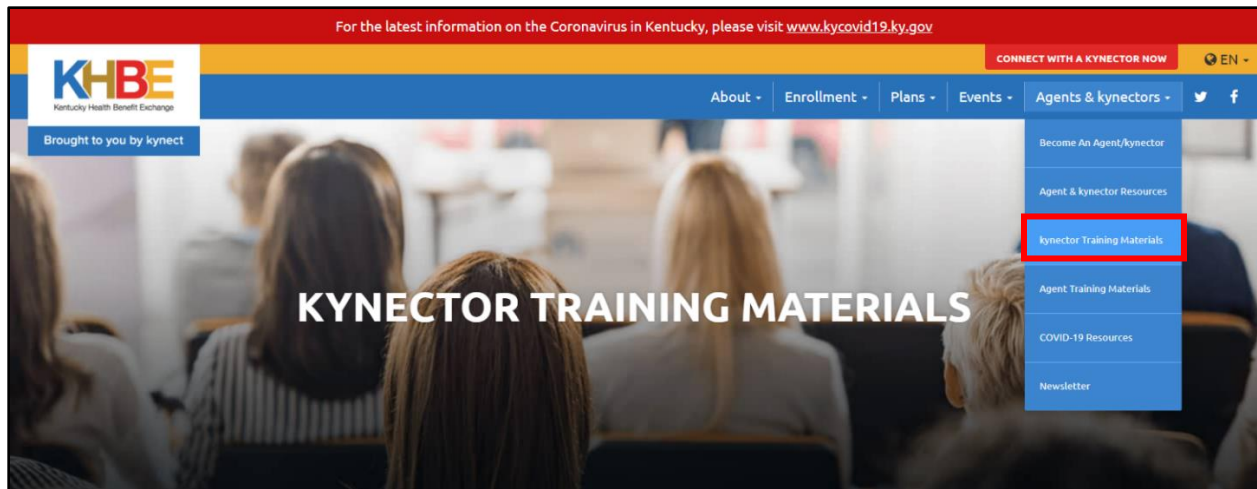 For the latest information on the Coronavirus in Kentucky, please visit www.kycovid19.ky.gov
CONNECT WITH A KYNECTOR NOW
EN
KHBE
Kentucky Health Benefit Exchange
Brought to you by kynect
About
Enrollment
Plans
Events
Agents & kynectors
Become An Agent/kynector
Agent & kynector Resources
kynector Training Materials
Agent Training Materials
COVID-19 Resources
Newsletter
KYNECTOR TRAINING MATERIALS